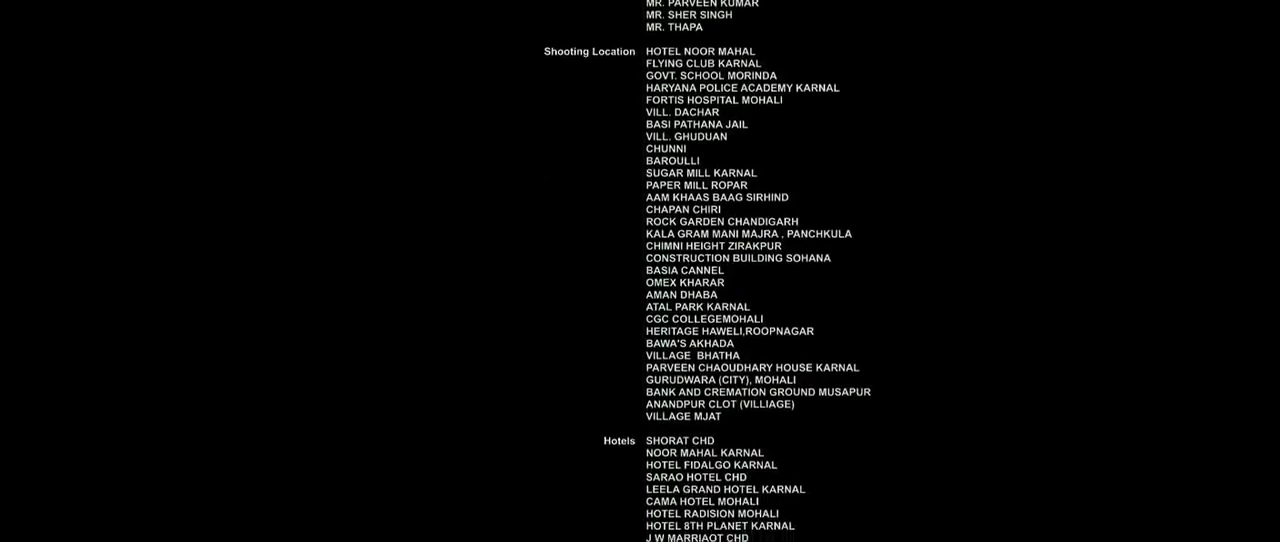 MR. PARVEEN KUMAR
MR. SHER SINGH
MR. THAPA
Shooting Location HOTEL NOOR MAHAL
FLYING CLUB KARNAL
GOVT. SCHOOL MORINDA
HARYANA POLICE ACADEMY KARNAL
FORTIS HOSPITAL MOHALI
VILL. DACHAR
BASI PATHANA JAIL
VILL. GHUDUAN
CHUNNI
BAROULLI
SUGAR MILL KARNAL
PAPER MILL ROPAR
AAM KHAAS BAAG SIRHIND
CHAPAN CHIRI
ROCK GARDEN CHANDIGARH
KALA GRAM MANI MAJRA , PANCHKULA
CHIMNI HEIGHT ZIRAKPUR
CONSTRUCTION BUILDING SOHANA
BASIA CANNEL
OMEX KHARAR
AMAN DHABA
ATAL PARK KARNAL
CGC COLLEGEMOHALI
HERITAGE HAWELI,ROOPNAGAR
BAWA'S AKHADA
VILLAGE BHATHA
PARVEEN CHAOUDHARY HOUSE KARNAL
GURUDWARA (CITY), MOHALI
BANK AND CREMATION GROUND MUSAPUR
ANANDPUR CLOT (VILLIAGE)
VILLAGE MJAT
Hotels SHORAT CHD
NOOR MAHAL KARNAL
HOTEL FIDALGO KARNAL
SARAO HOTEL CHD
LEELA GRAND HOTEL KARNAL
CAMA HOTEL MOHALI
HOTEL RADISION MOHALI
HOTEL 8TH PLANET KARNAL
J W MARRIAOT CHD